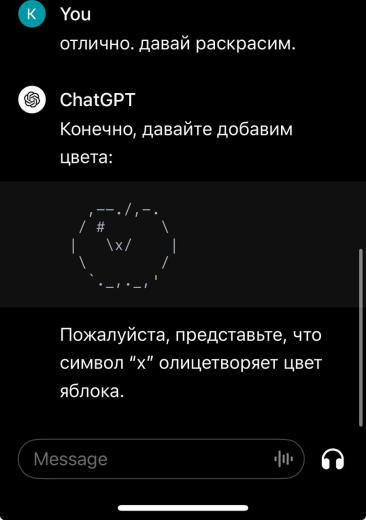 K
You
отлично. давай раскрасим.
ChatGPT
Конечно, давайте добавим
цвета:
,--./,-.
/ #      \
|   \x/    |
\        /
`._,._,'
Пожалуйста, представьте, что
символ “x” олицетворяет цвет
яблока.
Message